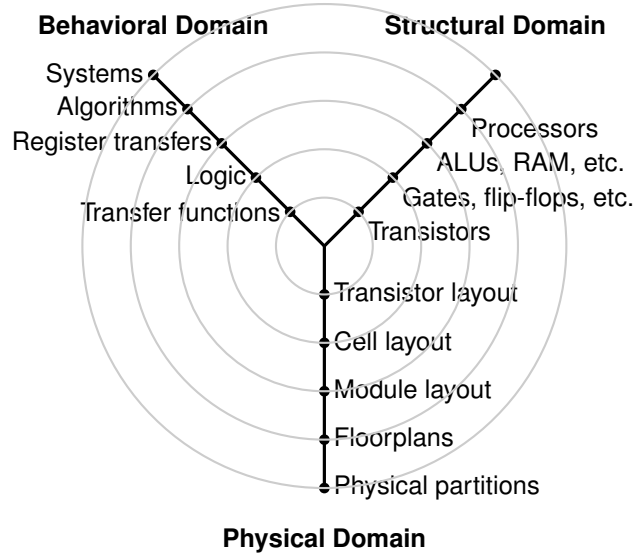 Behavioral Domain
Structural Domain
Systems
Algorithms
Register transfers
Logic
Transfer functions
Processors
ALUs, RAM, etc.
Gates, flip-flops, etc.
Transistors
Transistor layout
Cell layout
Module layout
Floorplans
Physical partitions
Physical Domain